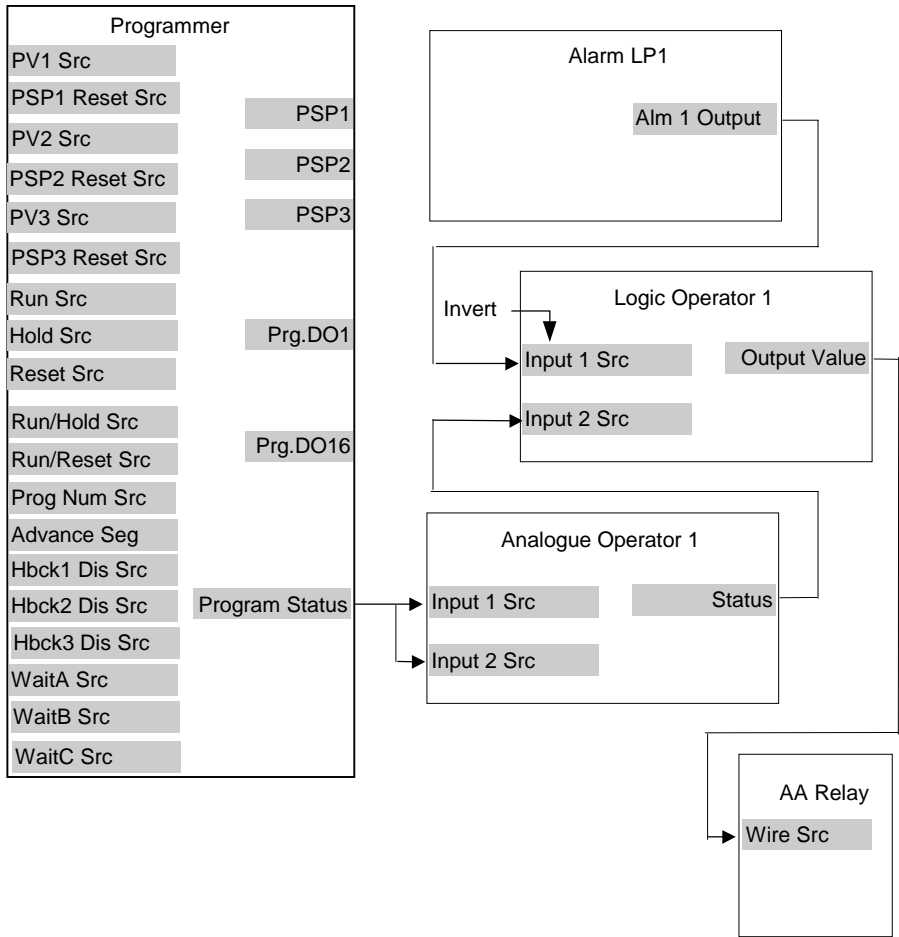 Programmer
PV1 Src
PSP1 Reset Src
PSP1
PV2 Src
PSP2
PSP2 Reset Src
PV3 Src
PSP3
PSP3 Reset Src
Run Src
Hold Src
Prg.DO1
Reset Src
Run/Hold Src
Prg.DO16
Run/Reset Src
Prog Num Src
Advance Seg
Hbck1 Dis Src
Hbck2 Dis Src
Program Status
Hbck3 Dis Src
WaitA Src
WaitB Src
WaitC Src
Alarm LP1
Alm 1 Output
Invert
Logic Operator 1
Input 1 Src
Output Value
Input 2 Src
Analogue Operator 1
Input 1 Src
Status
Input 2 Src
AA Relay
Wire Src